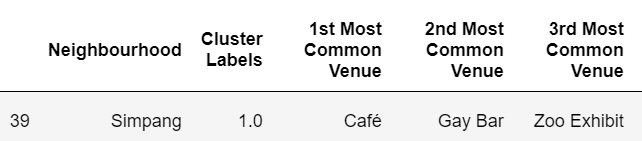 Neighbourhood Cluster Labels 1st Most Common Venue 2nd Most Common Venue 3rd Most Common Venue
39 Simpang 1.0 Café Gay Bar Zoo Exhibit